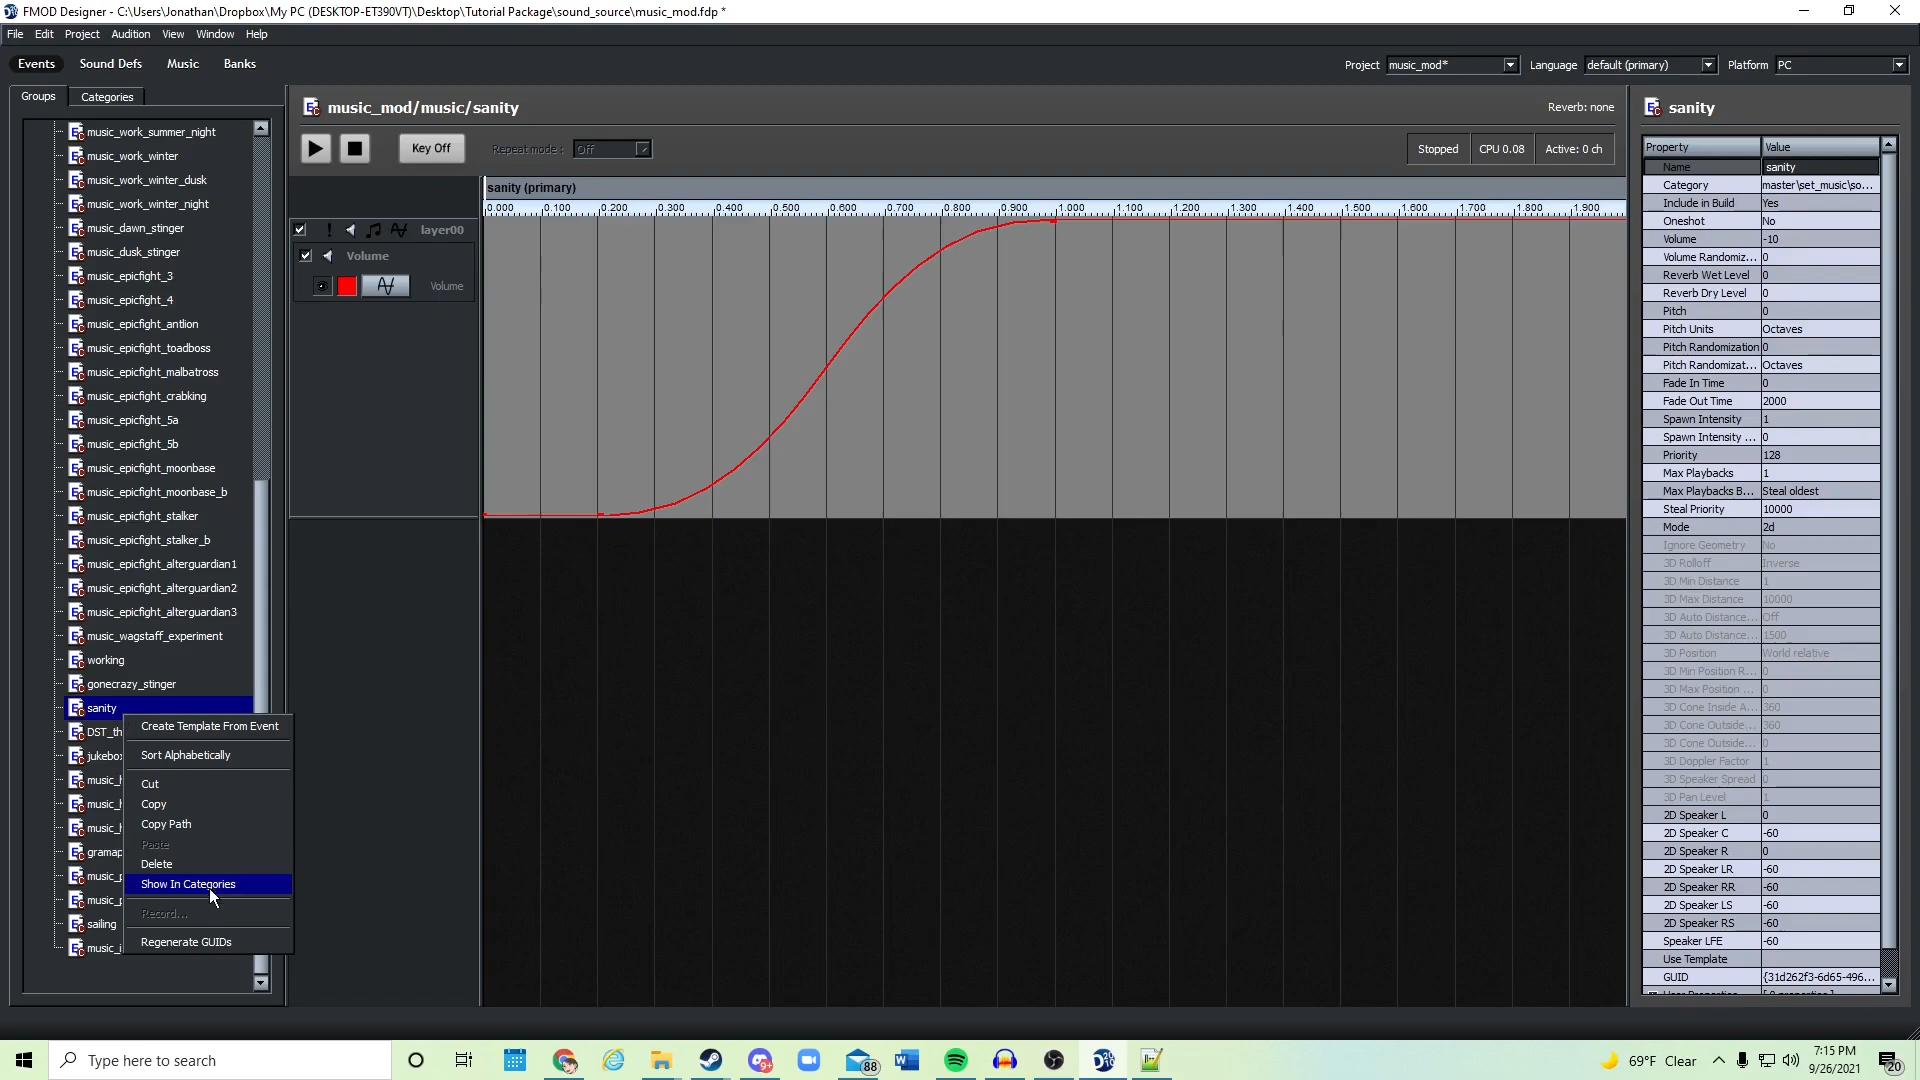 FMOD Designer - C:\Users\Jonathan\Dropbox\My PC (DESKTOP-ET390VT)\Desktop\Tutorial Package\sound_source\music_mod.fdp *
File Edit Project Audition View Window Help
Events Sound Defs Music Banks
Project music_mod* Language default (primary) Platform PC
Groups Categories
music_work_summer_night
music_work_winter
music_work_winter_dusk
music_work_winter_night
music_dawn_stinger
music_dusk_stinger
music_epicfight_3
music_epicfight_4
music_epicfight_antlion
music_epicfight_toadboss
music_epicfight_malbatross
music_epicfight_crabking
music_epicfight_5a
music_epicfight_5b
music_epicfight_moonbase
music_epicfight_moonbase_b
music_epicfight_stalker
music_epicfight_stalker_b
music_epicfight_alterguardian1
music_epicfight_alterguardian2
music_epicfight_alterguardian3
music_wagstaff_experiment
working
gonecrazy_stinger
sanity
DST_th
jukebo
music_h
music_h
music_h
gramap
music_p
music_p
sailing
music_i
Create Template From Event
Sort Alphabetically
Cut
Copy
Copy Path
Paste
Delete
Show In Categories
Record...
Regenerate GUIDs
music_mod/music/sanity
Reverb: none
Key Off
Repeat mode : Off
Stopped CPU 0.08 Active: 0 ch
sanity (primary)
0.000 0.100 0.200 0.300 0.400 0.500 0.600 0.700 0.800 0.900 1.000 1.100 1.200 1.300 1.400 1.500 1.600 1.700 1.800 1.900
layer00
Volume
Volume
sanity
Property Value
Name sanity
Category master\set_music\so...
Include in Build Yes
Oneshot No
Volume -10
Volume Randomiz... 0
Reverb Wet Level 0
Reverb Dry Level 0
Pitch 0
Pitch Units Octaves
Pitch Randomization 0
Pitch Randomizat... Octaves
Fade In Time 0
Fade Out Time 2000
Spawn Intensity 1
Spawn Intensity ... 0
Priority 128
Max Playbacks 1
Max Playbacks B... Steal oldest
Steal Priority 10000
Mode 2d
Ignore Geometry No
3D Rolloff Inverse
3D Min Distance 1
3D Max Distance 10000
3D Auto Distance... Off
3D Auto Distance... 1500
3D Position World relative
3D Min Position R... 0
3D Max Position ... 0
3D Cone Inside A... 360
3D Cone Outside... 360
3D Cone Outside... 0
3D Doppler Factor 1
3D Speaker Spread 0
3D Pan Level 1
2D Speaker L 0
2D Speaker C -60
2D Speaker R 0
2D Speaker LR -60
2D Speaker RR -60
2D Speaker LS -60
2D Speaker RS -60
Speaker LFE -60
Use Template
GUID {31d262f3-6d65-496...
Type here to search
9+
88
69°F Clear
7:15 PM
9/26/2021
20